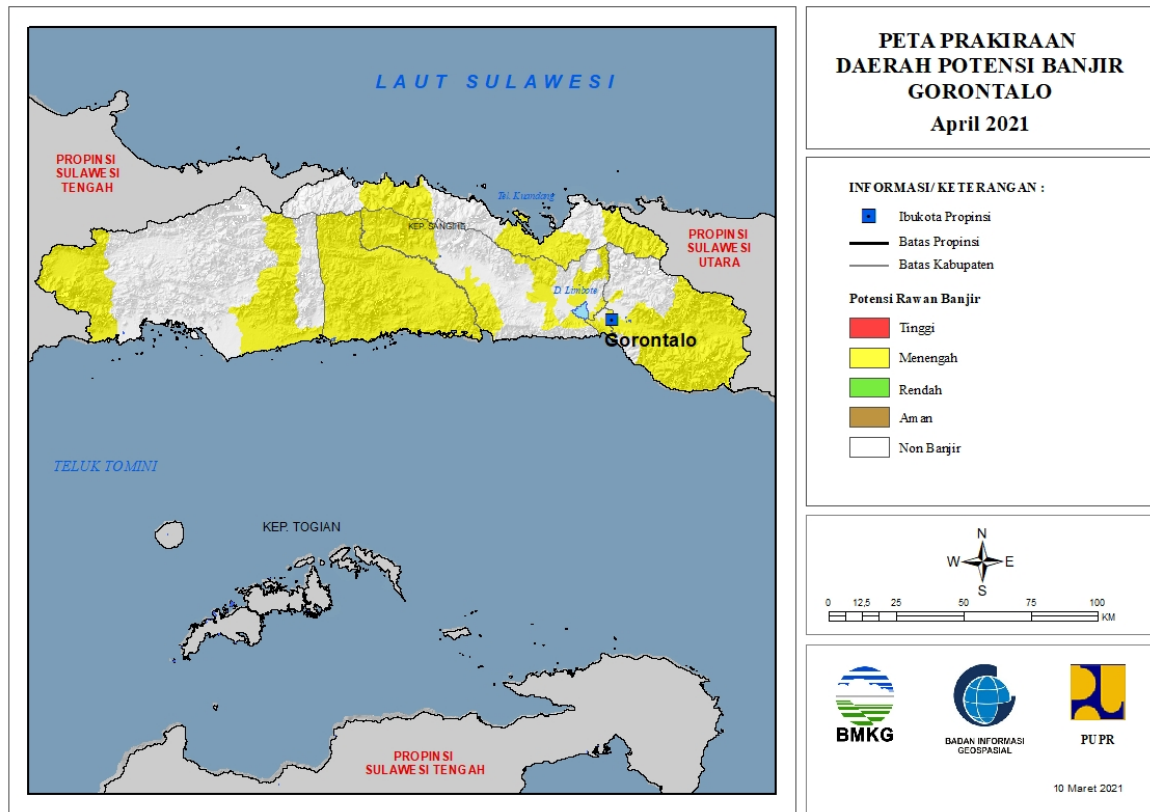 LAUT SULAWESI
PROPINSI
SULAWESI
TENGAH
Tel. Kuandang
KEP. SANGIHE
PROPINSI
SULAWESI
UTARA
D. Limboto
Gorontalo
TELUK TOMINI
KEP. TOGIAN
PROPINSI
SULAWESI TENGAH
PETA PRAKIRAAN
DAERAH POTENSI BANJIR
GORONTALO
April 2021
INFORMASI/ KETERANGAN :
Ibukota Propinsi
Batas Propinsi
Batas Kabupaten
Potensi Rawan Banjir
Tinggi
Menengah
Rendah
Aman
Non Banjir
N
W E
S
0 12,5 25 50 75 100
KM
BMKG
BADAN INFORMASI
GEOSPASIAL
PUPR
10 Maret 2021